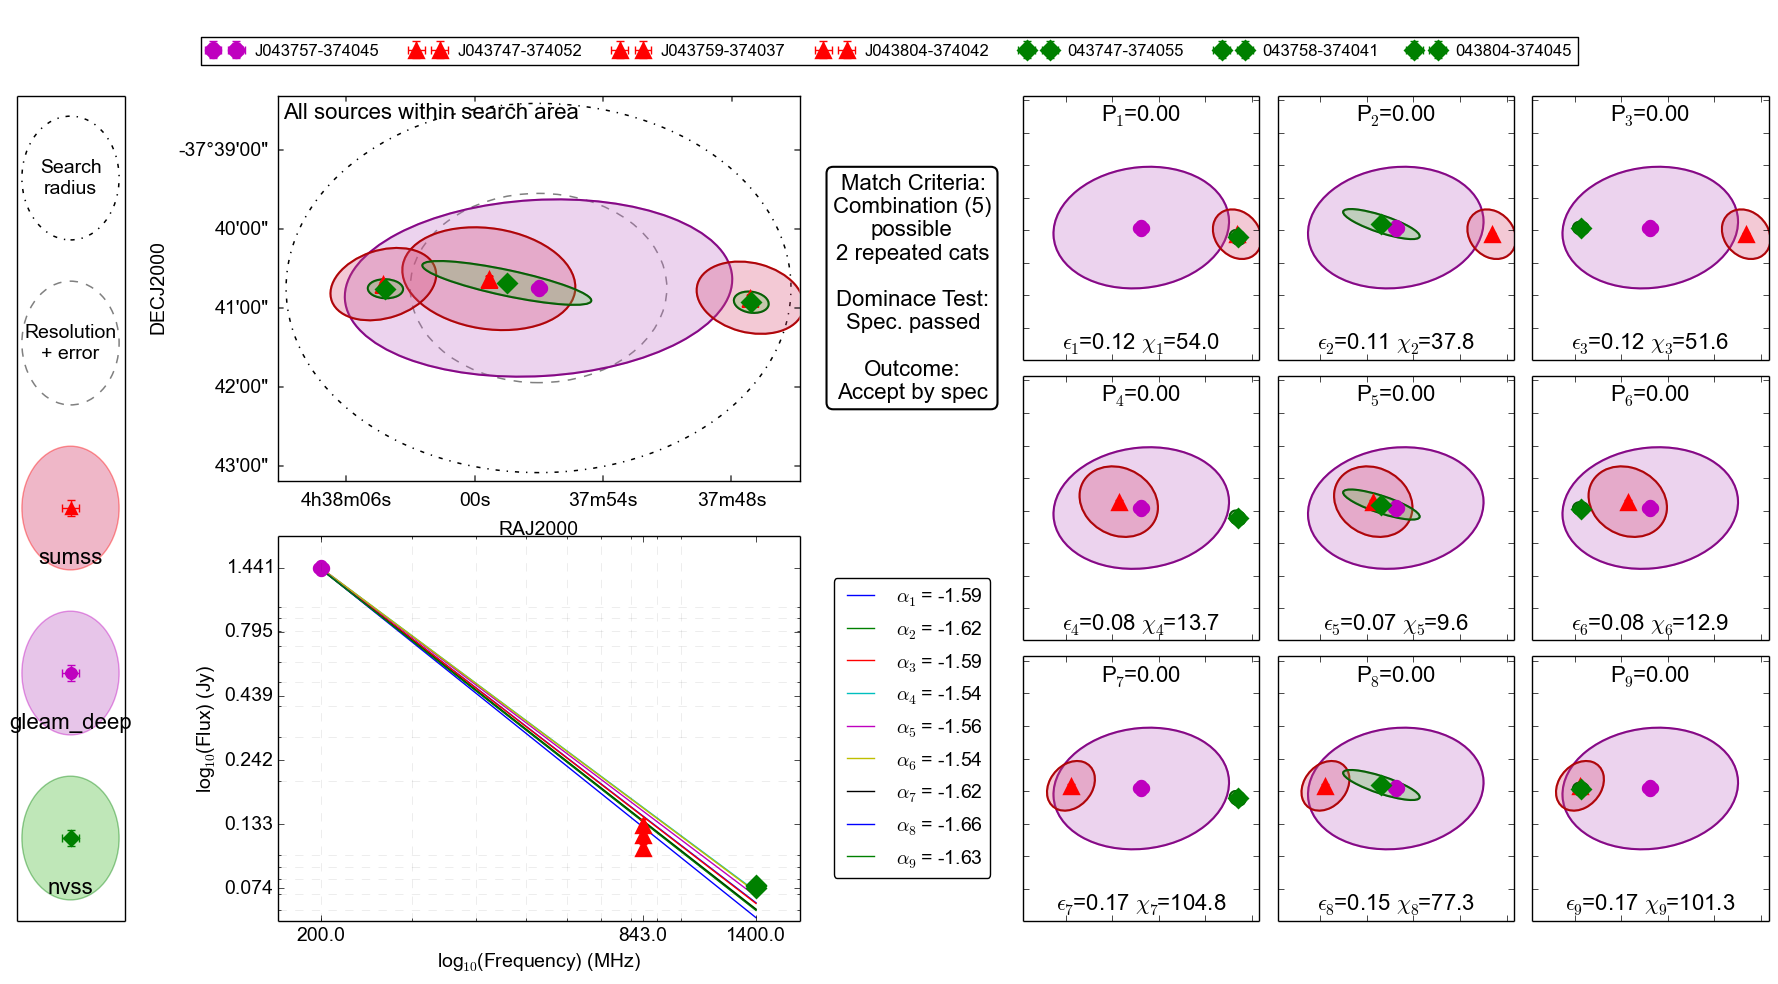 J043757-374045 J043747-374052 J043759-374037 J043804-374042 043747-374055 043758-374041 043804-374045
Search
radius
Resolution
+ error
sumss
gleam_deep
nvss
All sources within search area
DECJ2000
-37°39'00"
40'00"
41'00"
42'00"
43'00"
4h38m06s 00s 37m54s 37m48s
RAJ2000
Match Criteria:
Combination (5)
possible
2 repeated cats
Dominace Test:
Spec. passed
Outcome:
Accept by spec
log₁₀(Flux) (Jy)
1.441
0.795
0.439
0.242
0.133
0.074
200.0 843.0 1400.0
log₁₀(Frequency) (MHz)
α₁ = -1.59
α₂ = -1.62
α₃ = -1.59
α₄ = -1.54
α₅ = -1.56
α₆ = -1.54
α₇ = -1.62
α₈ = -1.66
α₉ = -1.63
P₁=0.00 P₂=0.00 P₃=0.00
ϵ₁=0.12 χ₁=54.0 ϵ₂=0.11 χ₂=37.8 ϵ₃=0.12 χ₃=51.6
P₄=0.00 P₅=0.00 P₆=0.00
ϵ₄=0.08 χ₄=13.7 ϵ₅=0.07 χ₅=9.6 ϵ₆=0.08 χ₆=12.9
P₇=0.00 P₈=0.00 P₉=0.00
ϵ₇=0.17 χ₇=104.8 ϵ₈=0.15 χ₈=77.3 ϵ₉=0.17 χ₉=101.3